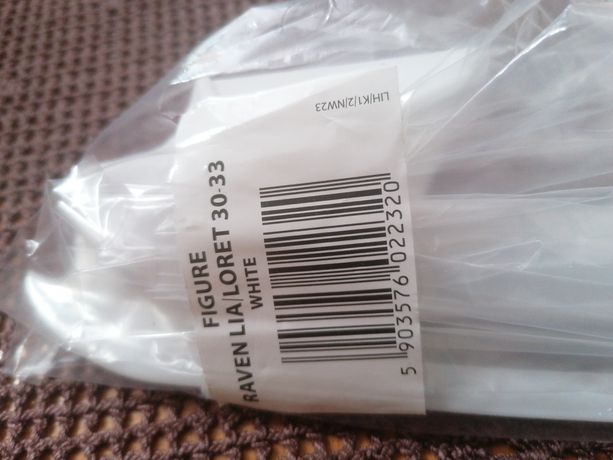 FIGURE
RAVEN LIA/LORET 30-33
WHITE
5 903576 022320
LIH/K1/2/NW23